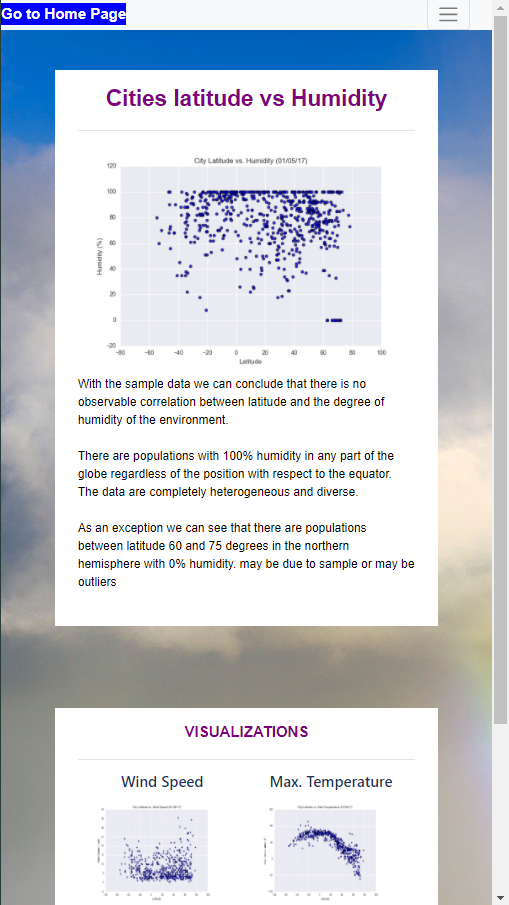 Go to Home Page
Cities latitude vs Humidity
City Latitude vs. Humidity (01/05/17)
120
100
80
60
40
20
0
-20
Humidity (%)
-80 -60 -40 -20 0 20 40 60 80 100
Latitude
With the sample data we can conclude that there is no
observable correlation between latitude and the degree of
humidity of the environment.
There are populations with 100% humidity in any part of the
globe regardless of the position with respect to the equator.
The data are completely heterogeneous and diverse.
As an exception we can see that there are populations
between latitude 60 and 75 degrees in the northern
hemisphere with 0% humidity. may be due to sample or may be
outliers
VISUALIZATIONS
Wind Speed Max. Temperature